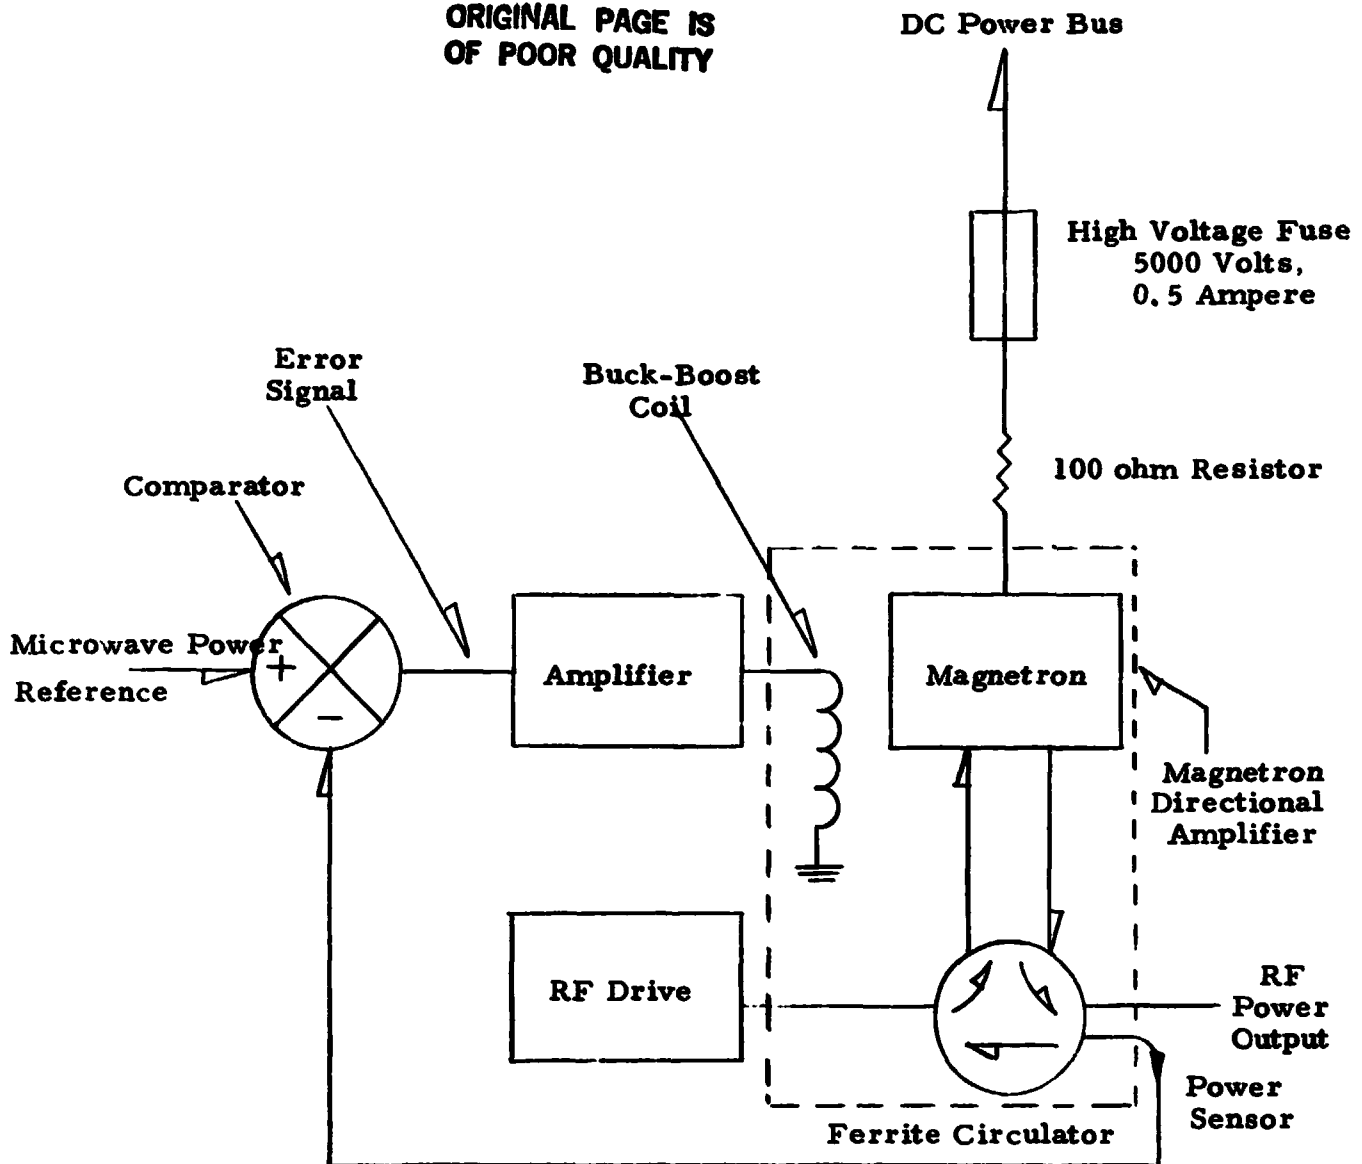 ORIGINAL PAGE IS
OF POOR QUALITY
DC Power Bus
High Voltage Fuse
5000 Volts,
0.5 Ampere
Error
Signal
Buck-Boost
Coil
100 ohm Resistor
Comparator
Microwave Power
Reference
+
−
Amplifier
Magnetron
Magnetron
Directional
Amplifier
RF Drive
RF
Power
Output
Power
Sensor
Ferrite Circulator